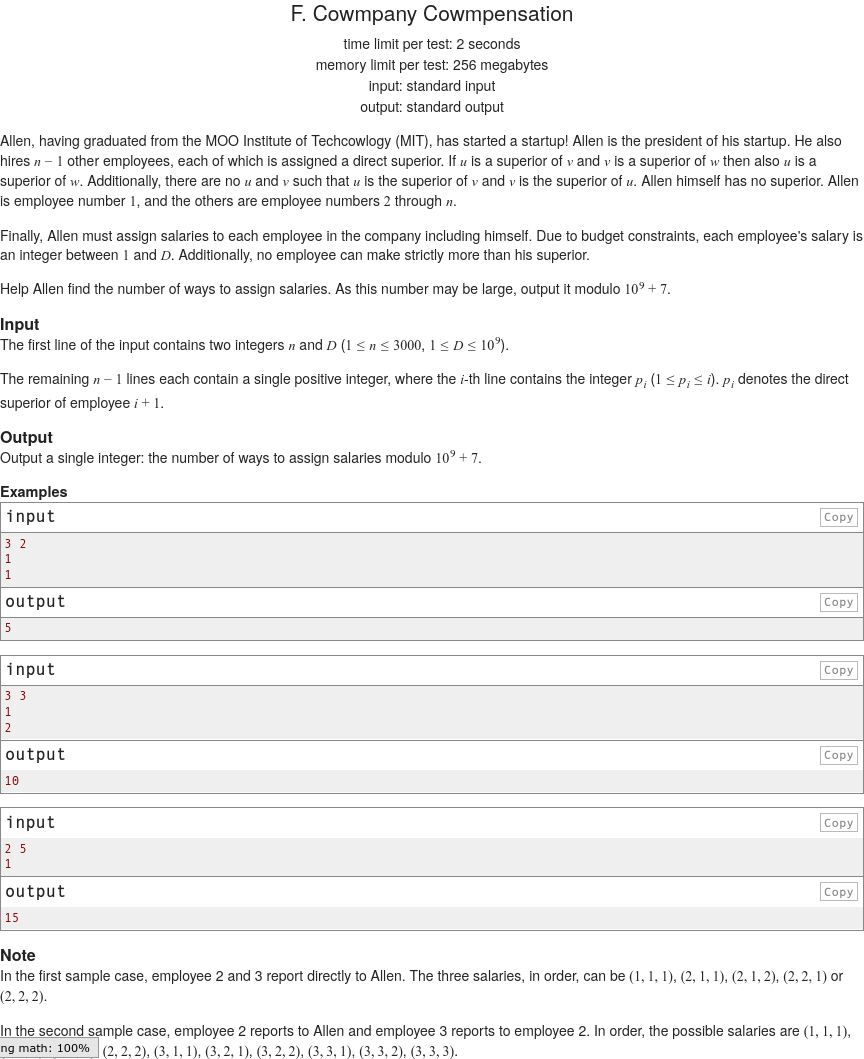 F. Cowmpany Cowmpensation
time limit per test: 2 seconds
memory limit per test: 256 megabytes
input: standard input
output: standard output
Allen, having graduated from the MOO Institute of Techcowlogy (MIT), has started a startup! Allen is the president of his startup. He also
hires n − 1 other employees, each of which is assigned a direct superior. If u is a superior of v and v is a superior of w then also u is a
superior of w. Additionally, there are no u and v such that u is the superior of v and v is the superior of u. Allen himself has no superior. Allen
is employee number 1, and the others are employee numbers 2 through n.
Finally, Allen must assign salaries to each employee in the company including himself. Due to budget constraints, each employee's salary is
an integer between 1 and D. Additionally, no employee can make strictly more than his superior.
Help Allen find the number of ways to assign salaries. As this number may be large, output it modulo 10⁹ + 7.
Input
The first line of the input contains two integers n and D (1 ≤ n ≤ 3000, 1 ≤ D ≤ 10⁹).
The remaining n − 1 lines each contain a single positive integer, where the i-th line contains the integer pᵢ (1 ≤ pᵢ ≤ i). pᵢ denotes the direct
superior of employee i + 1.
Output
Output a single integer: the number of ways to assign salaries modulo 10⁹ + 7.
Examples
input Copy
3 2
1
1
output Copy
5
input Copy
3 3
1
2
output Copy
10
input Copy
2 5
1
output Copy
15
Note
In the first sample case, employee 2 and 3 report directly to Allen. The three salaries, in order, can be (1, 1, 1), (2, 1, 1), (2, 1, 2), (2, 2, 1) or
(2, 2, 2).
In the second sample case, employee 2 reports to Allen and employee 3 reports to employee 2. In order, the possible salaries are (1, 1, 1),
ng math: 100% (2, 2, 2), (3, 1, 1), (3, 2, 1), (3, 2, 2), (3, 3, 1), (3, 3, 2), (3, 3, 3).